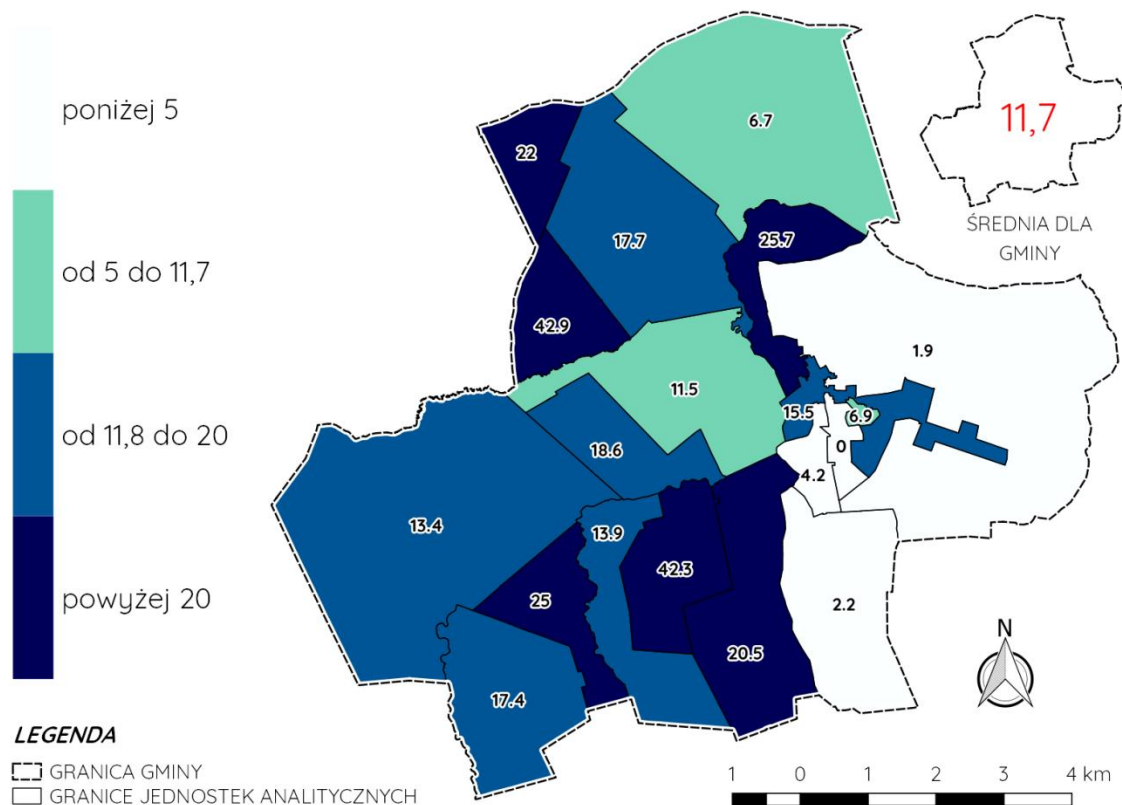 poniżej 5
od 5 do 11,7
od 11,8 do 20
powyżej 20
22
6.7
17.7
25.7
42.9
1.9
11.5
15.5
6.9
0
18.6
4.2
13.4
13.9
42.3
25
2.2
20.5
17.4
11,7
ŚREDNIA DLA
GMINY
N
LEGENDA
GRANICA GMINY
GRANICE JEDNOSTEK ANALITYCZNYCH
1 0 1 2 3 4 km